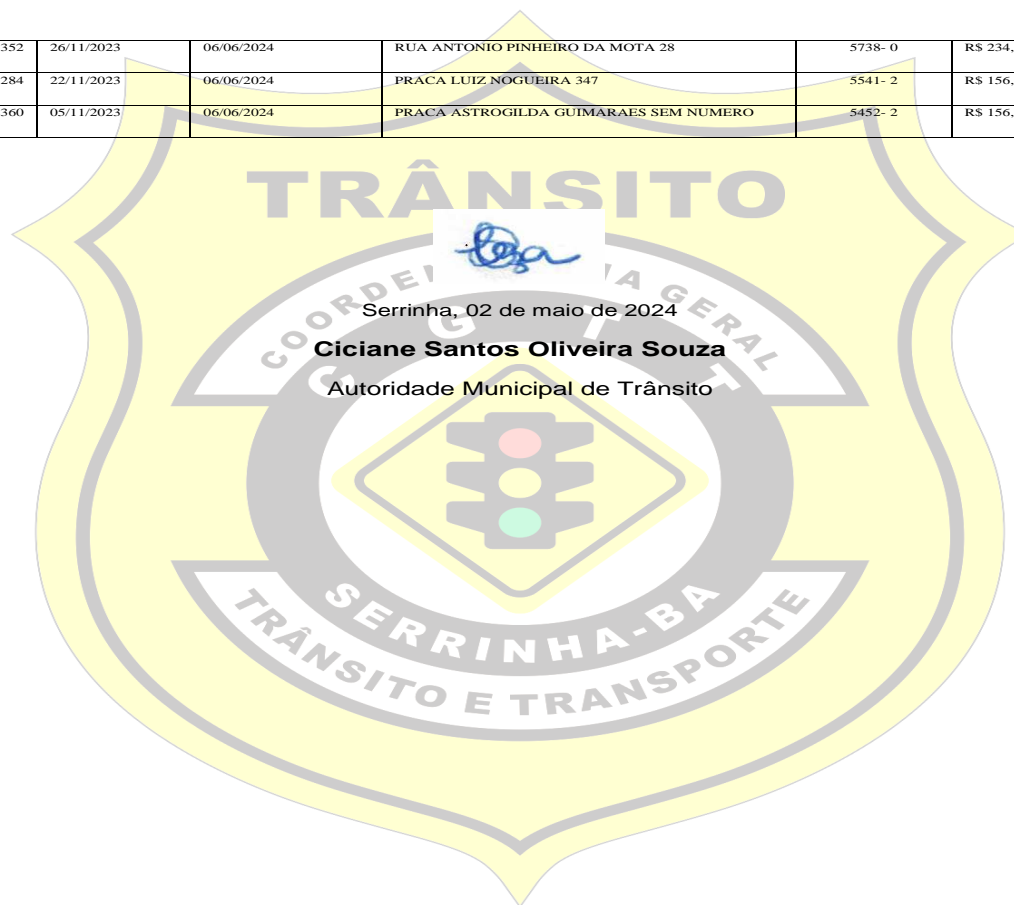 352 26/11/2023 06/06/2024 RUA ANTONIO PINHEIRO DA MOTA 28 5738- 0 R$ 234,
284 22/11/2023 06/06/2024 PRACA LUIZ NOGUEIRA 347 5541- 2 R$ 156,
360 05/11/2023 06/06/2024 PRACA ASTROGILDA GUIMARAES SEM NUMERO 5452- 2 R$ 156,
TRÂNSITO
GERAL
Serrinha, 02 de maio de 2024
C G T T
Ciciane Santos Oliveira Souza
Autoridade Municipal de Trânsito
SERRINHA-BA
TRÂNSITO E TRANSPORTE